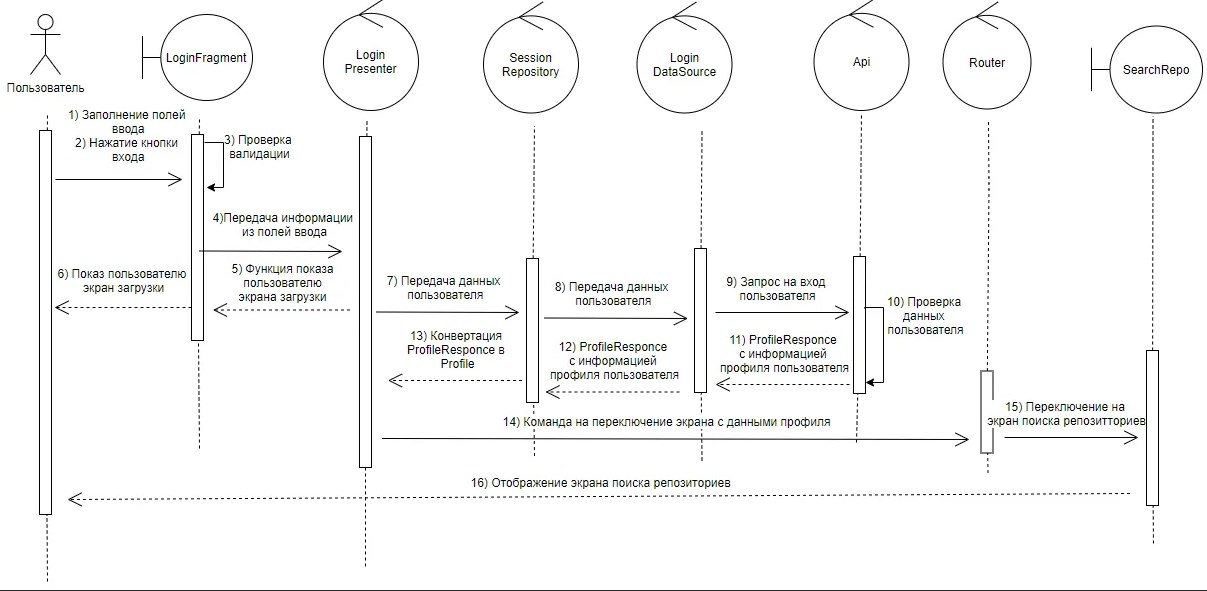 Пользователь
LoginFragment
Login
Presenter
Session
Repository
Login
DataSource
Api
Router
SearchRepo
1) Заполнение полей
ввода
2) Нажатие кнопки
входа
3) Проверка
валидации
4)Передача информации
из полей ввода
5) Функция показа
пользователю
экрана загрузки
6) Показ пользователю
экран загрузки
7) Передача данных
пользователя
8) Передача данных
пользователя
9) Запрос на вход
пользователя
10) Проверка
данных
пользователя
11) ProfileResponce
с информацией
профиля пользователя
12) ProfileResponce
с информацией
профиля пользователя
13) Конвертация
ProfileResponce в
Profile
14) Команда на переключение экрана с данными профиля
15) Переключение на
экран поиска репозитториев
16) Отображение экрана поиска репозиториев